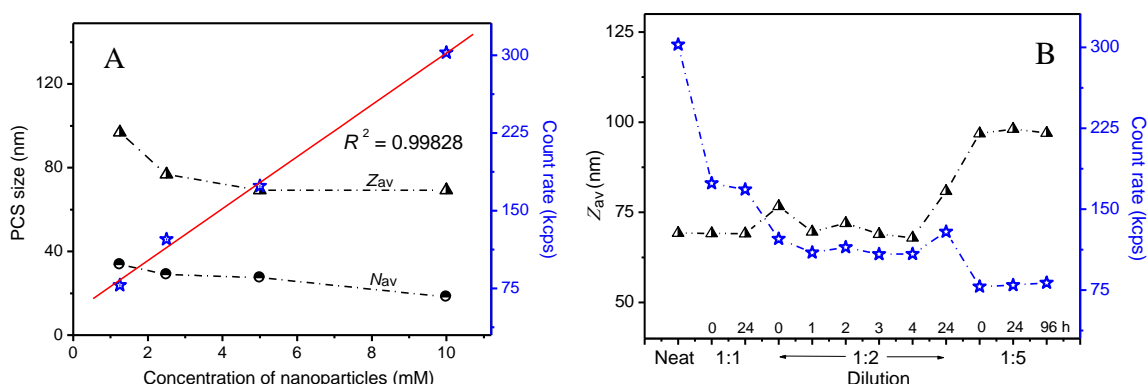 A
120
80
40
0
PCS size (nm)
0 2 4 6 8 10
Concentration of nanoparticles (mM)
300
225
150
75
Count rate (kcps)
R² = 0.99828
Zav
Nav
B
125
100
75
50
Zav (nm)
300
225
150
75
Count rate (kcps)
0 24 0 1 2 3 4 24 0 24 96 h
Neat 1:1 1:2 1:5
Dilution